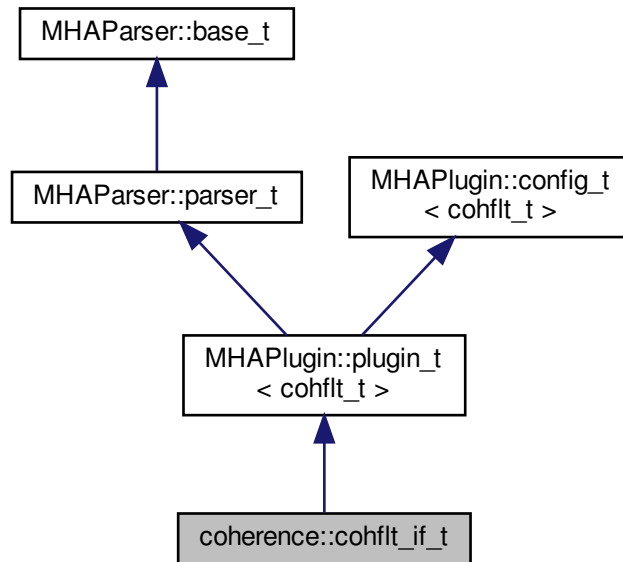 MHAParser::base_t
MHAParser::parser_t
MHAPlugin::config_t
< cohflt_t >
MHAPlugin::plugin_t
< cohflt_t >
coherence::cohflt_if_t